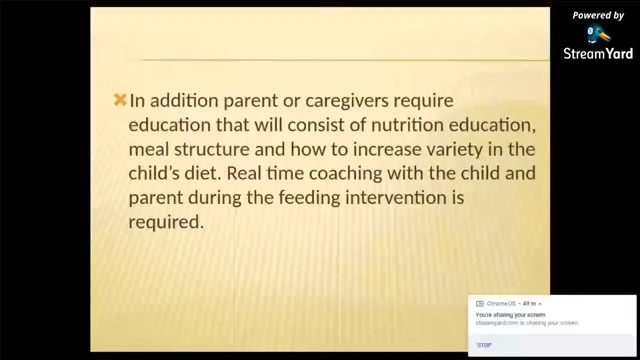 Powered by
StreamYard
In addition parent or caregivers require
education that will consist of nutrition education,
meal structure and how to increase variety in the
child's diet. Real time coaching with the child and
parent during the feeding intervention is
required.
ChromeOS • 49 m
You're sharing your screen
streamyard.com is sharing your screen
STOP